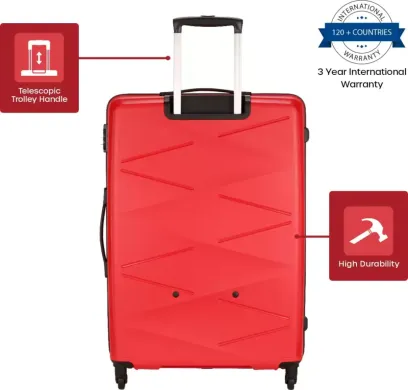 INTERNATIONAL
120 + COUNTRIES
WARRANTY
3 Year International
Warranty
Telescopic
Trolley Handle
High Durability